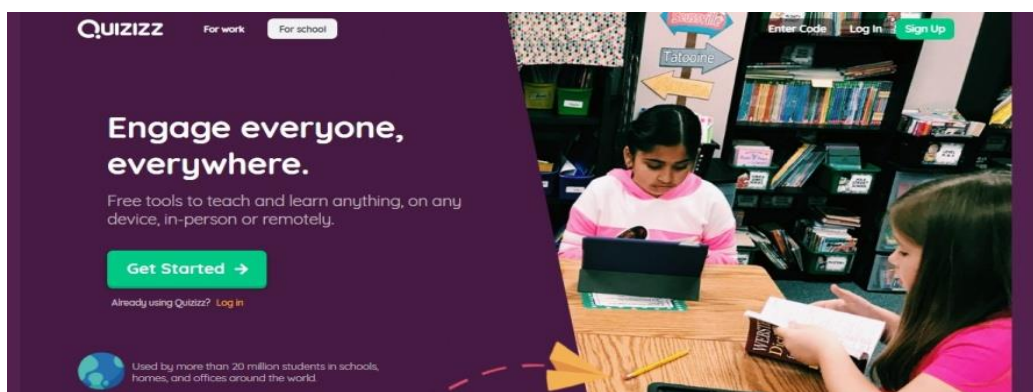 QUIZIZZ For work For school Enter Code Log In Sign Up
Tatooine
Engage everyone,
everywhere.
Free tools to teach and learn anything, on any
device, in-person or remotely.
Get Started →
Already using Quizizz? Log in
Used by more than 20 million students in schools,
homes, and offices around the world.